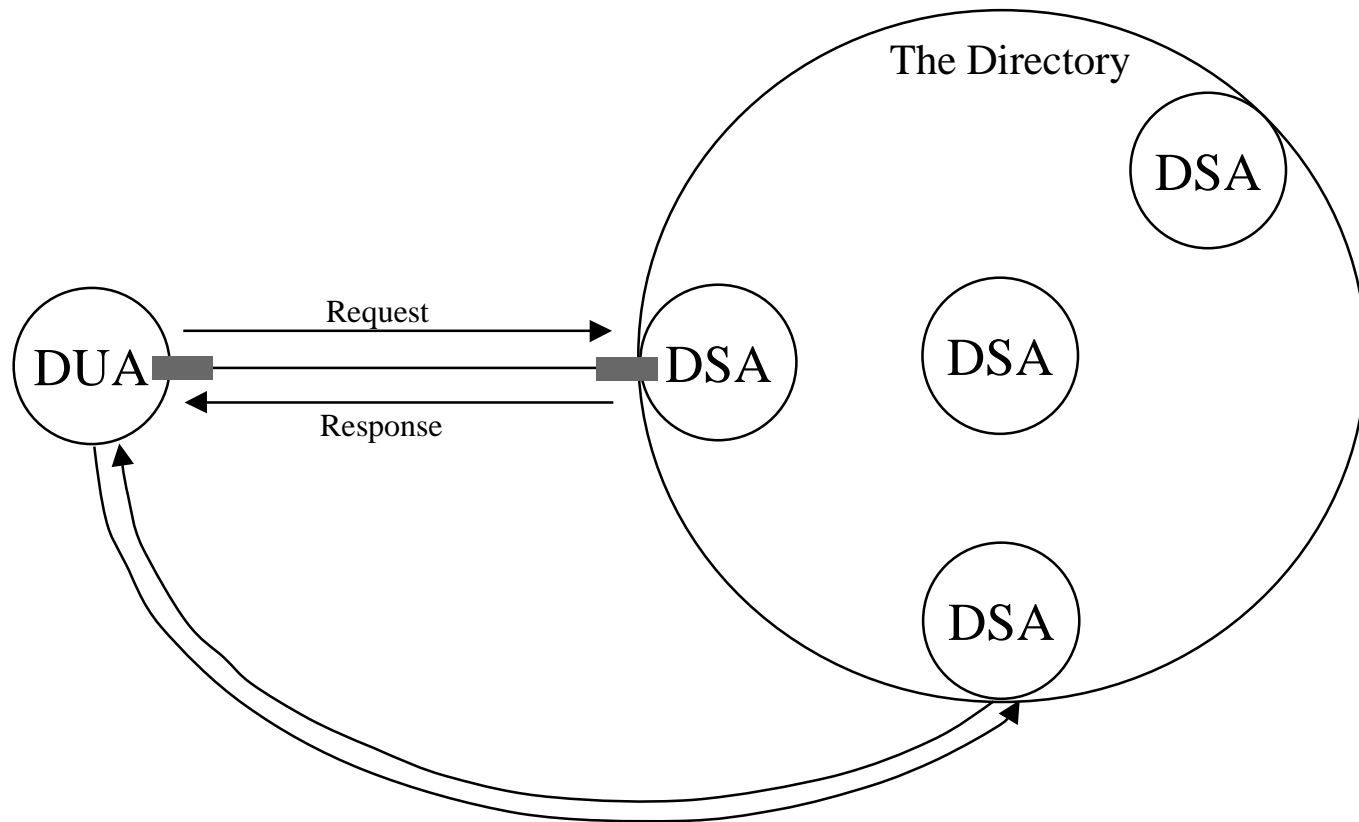 The Directory
DSA
Request
DUA
DSA
DSA
Response
DSA